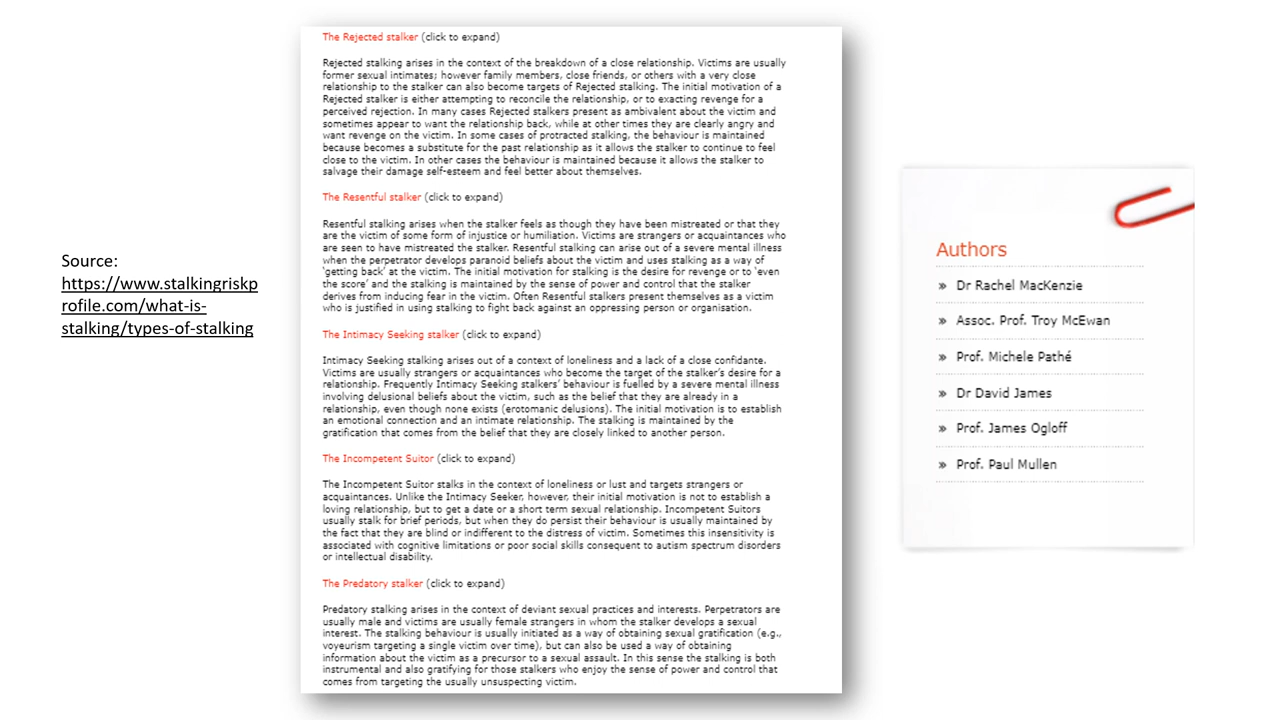 Source:
https://www.stalkingriskp
rofile.com/what-is-
stalking/types-of-stalking
The Rejected stalker (click to expand)
Rejected stalking arises in the context of the breakdown of a close relationship. Victims are usually
former sexual intimates; however family members, close friends, or others with a very close
relationship to the stalker can also become targets of Rejected stalking. The initial motivation of a
Rejected stalker is either attempting to reconcile the relationship, or to exacting revenge for a
perceived rejection. In many cases Rejected stalkers present as ambivalent about the victim and
sometimes appear to want the relationship back, while at other times they are clearly angry and
want revenge on the victim. In some cases of protracted stalking, the behaviour is maintained
because becomes a substitute for the past relationship as it allows the stalker to continue to feel
close to the victim. In other cases the behaviour is maintained because it allows the stalker to
salvage their damage self-esteem and feel better about themselves.
The Resentful stalker (click to expand)
Resentful stalking arises when the stalker feels as though they have been mistreated or that they
are the victim of some form of injustice or humiliation. Victims are strangers or acquaintances who
are seen to have mistreated the stalker. Resentful stalking can arise out of a severe mental illness
when the perpetrator develops paranoid beliefs about the victim and uses stalking as a way of
‘getting back’ at the victim. The initial motivation for stalking is the desire for revenge or to ‘even
the score’ and the stalking is maintained by the sense of power and control that the stalker
derives from inducing fear in the victim. Often Resentful stalkers present themselves as a victim
who is justified in using stalking to fight back against an oppressing person or organisation.
The Intimacy Seeking stalker (click to expand)
Intimacy Seeking stalking arises out of a context of loneliness and a lack of a close confidante.
Victims are usually strangers or acquaintances who become the target of the stalker’s desire for a
relationship. Frequently Intimacy Seeking stalkers’ behaviour is fuelled by a severe mental illness
involving delusional beliefs about the victim, such as the belief that they are already in a
relationship, even though none exists (erotomanic delusions). The initial motivation is to establish
an emotional connection and an intimate relationship. The stalking is maintained by the
gratification that comes from the belief that they are closely linked to another person.
The Incompetent Suitor (click to expand)
The Incompetent Suitor stalks in the context of loneliness or lust and targets strangers or
acquaintances. Unlike the Intimacy Seeker, however, their initial motivation is not to establish a
loving relationship, but to get a date or a short term sexual relationship. Incompetent Suitors
usually stalk for brief periods, but when they do persist their behaviour is usually maintained by
the fact that they are blind or indifferent to the distress of victim. Sometimes this insensitivity is
associated with cognitive limitations or poor social skills consequent to autism spectrum disorders
or intellectual disability.
The Predatory stalker (click to expand)
Predatory stalking arises in the context of deviant sexual practices and interests. Perpetrators are
usually male and victims are usually female strangers in whom the stalker develops a sexual
interest. The stalking behaviour is usually initiated as a way of obtaining sexual gratification (e.g.,
voyeurism targeting a single victim over time), but can also be used a way of obtaining
information about the victim as a precursor to a sexual assault. In this sense the stalking is both
instrumental and also gratifying for those stalkers who enjoy the sense of power and control that
comes from targeting the usually unsuspecting victim.
Authors
» Dr Rachel MacKenzie
» Assoc. Prof. Troy McEwan
» Prof. Michele Pathé
» Dr David James
» Prof. James Ogloff
» Prof. Paul Mullen